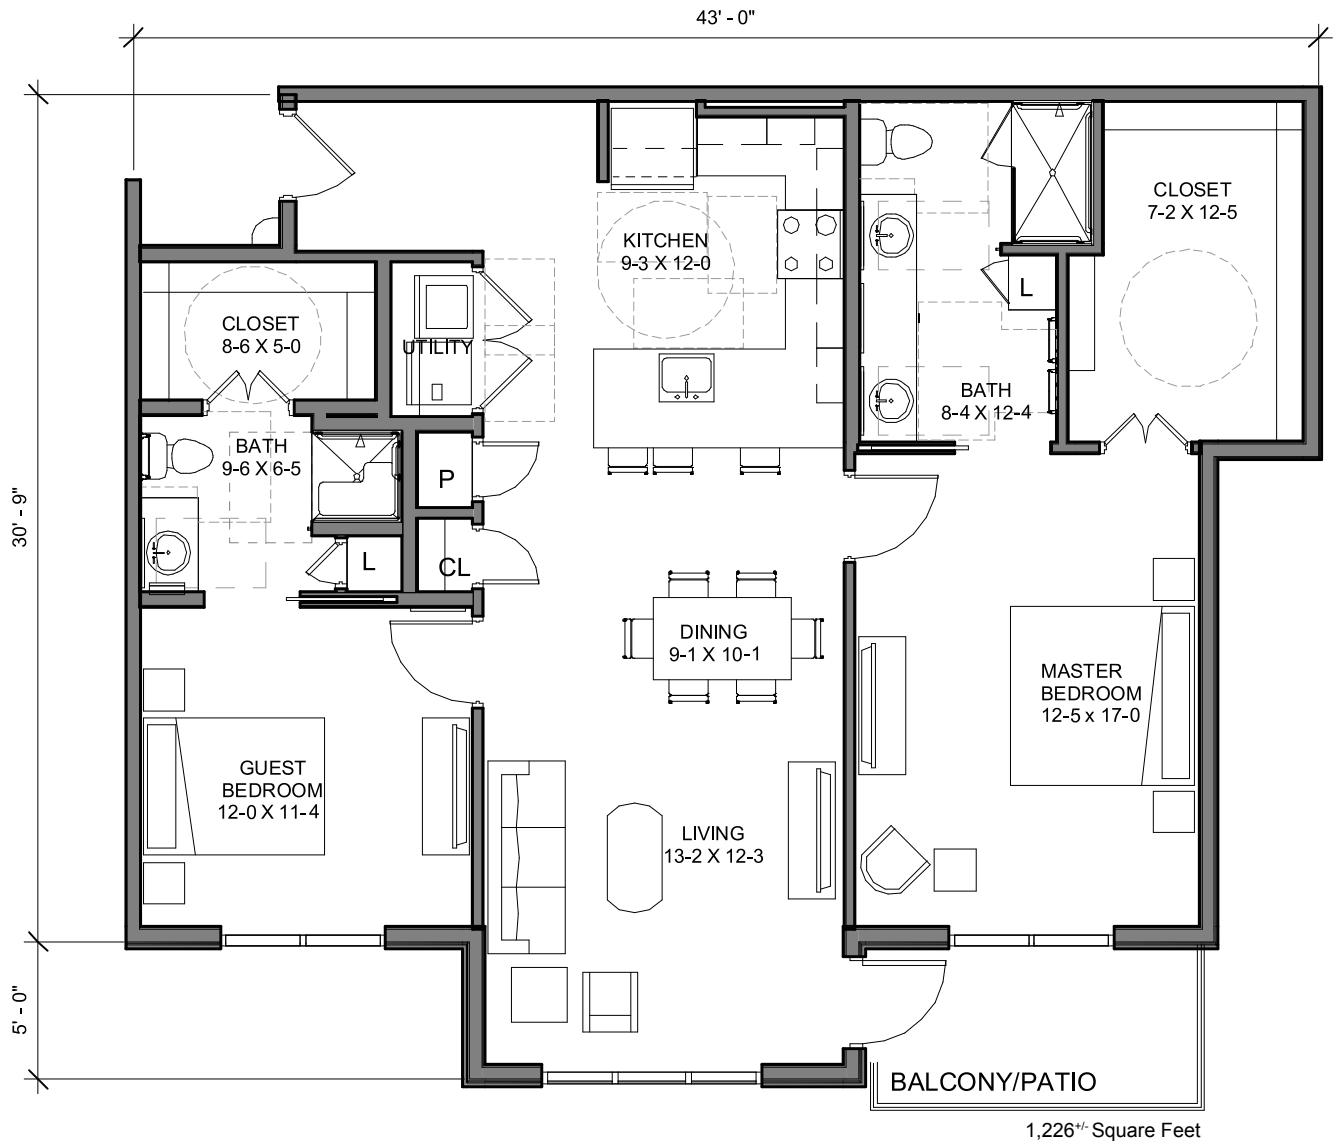 43' - 0"
CLOSET
7-2 X 12-5
KITCHEN
9-3 X 12-0
L
CLOSET
8-6 X 5-0
UTILITY
BATH
8-4 X 12-4
BATH
9-6 X 6-5
P
30' - 9"
L
CL
DINING
9-1 X 10-1
MASTER
BEDROOM
12-5 x 17-0
GUEST
BEDROOM
12-0 X 11-4
LIVING
13-2 X 12-3
5' - 0"
BALCONY/PATIO
1,226+/- Square Feet